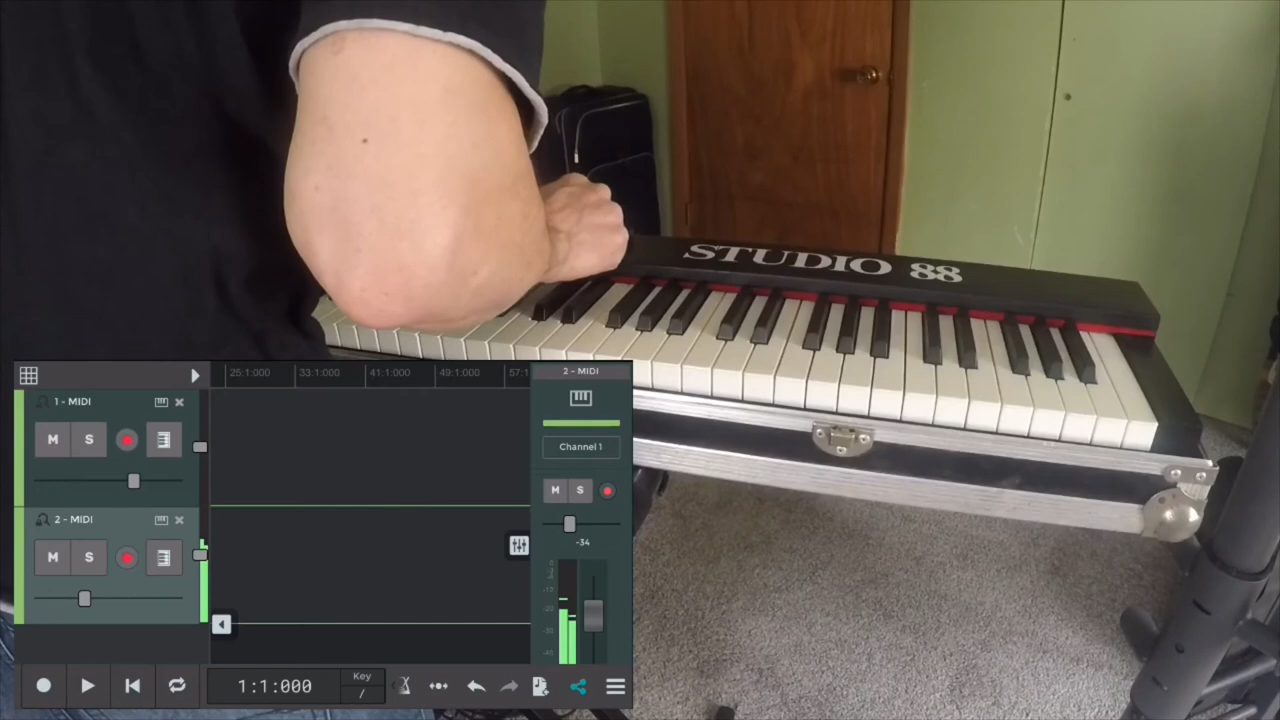 STUDIO 88
25:1:000 33:1:000 41:1:000 49:1:000 57:1
2 - MIDI
1 - MIDI
M S
Channel 1
M S
2 - MIDI
-34
M S
1:1:000
Key
/